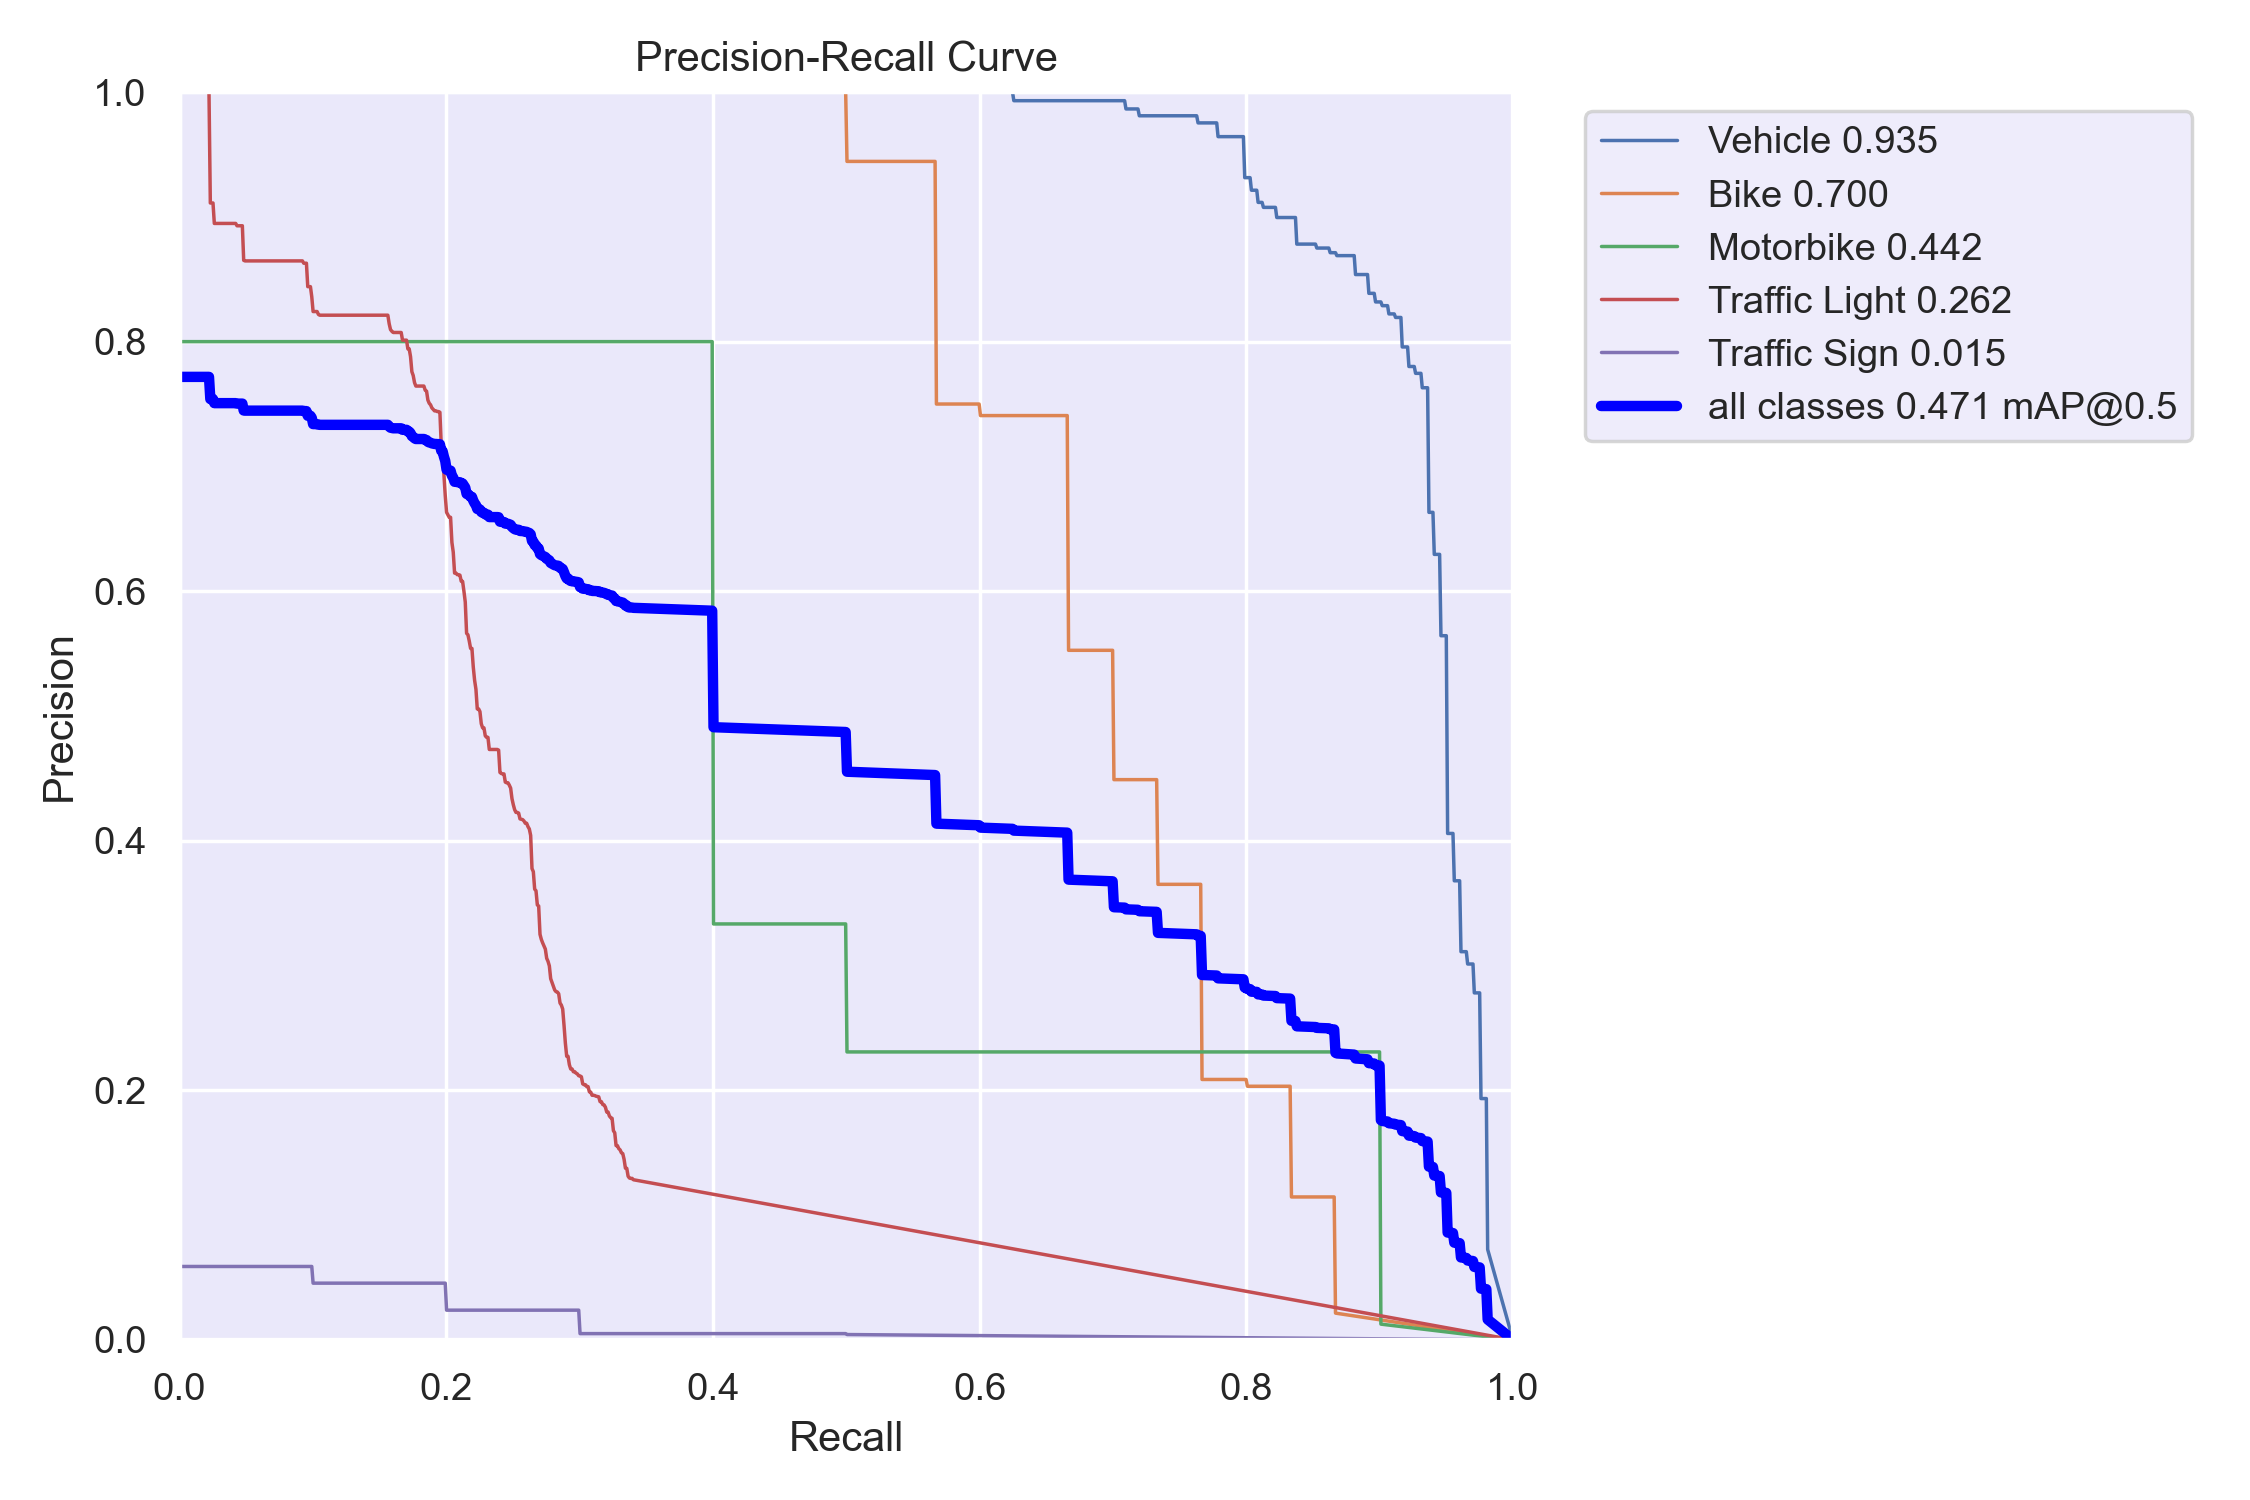 Precision-Recall Curve
1.0
0.8
0.6
0.4
0.2
0.0
Precision
0.0 0.2 0.4 0.6 0.8 1.0
Recall
Vehicle 0.935
Bike 0.700
Motorbike 0.442
Traffic Light 0.262
Traffic Sign 0.015
all classes 0.471 mAP@0.5